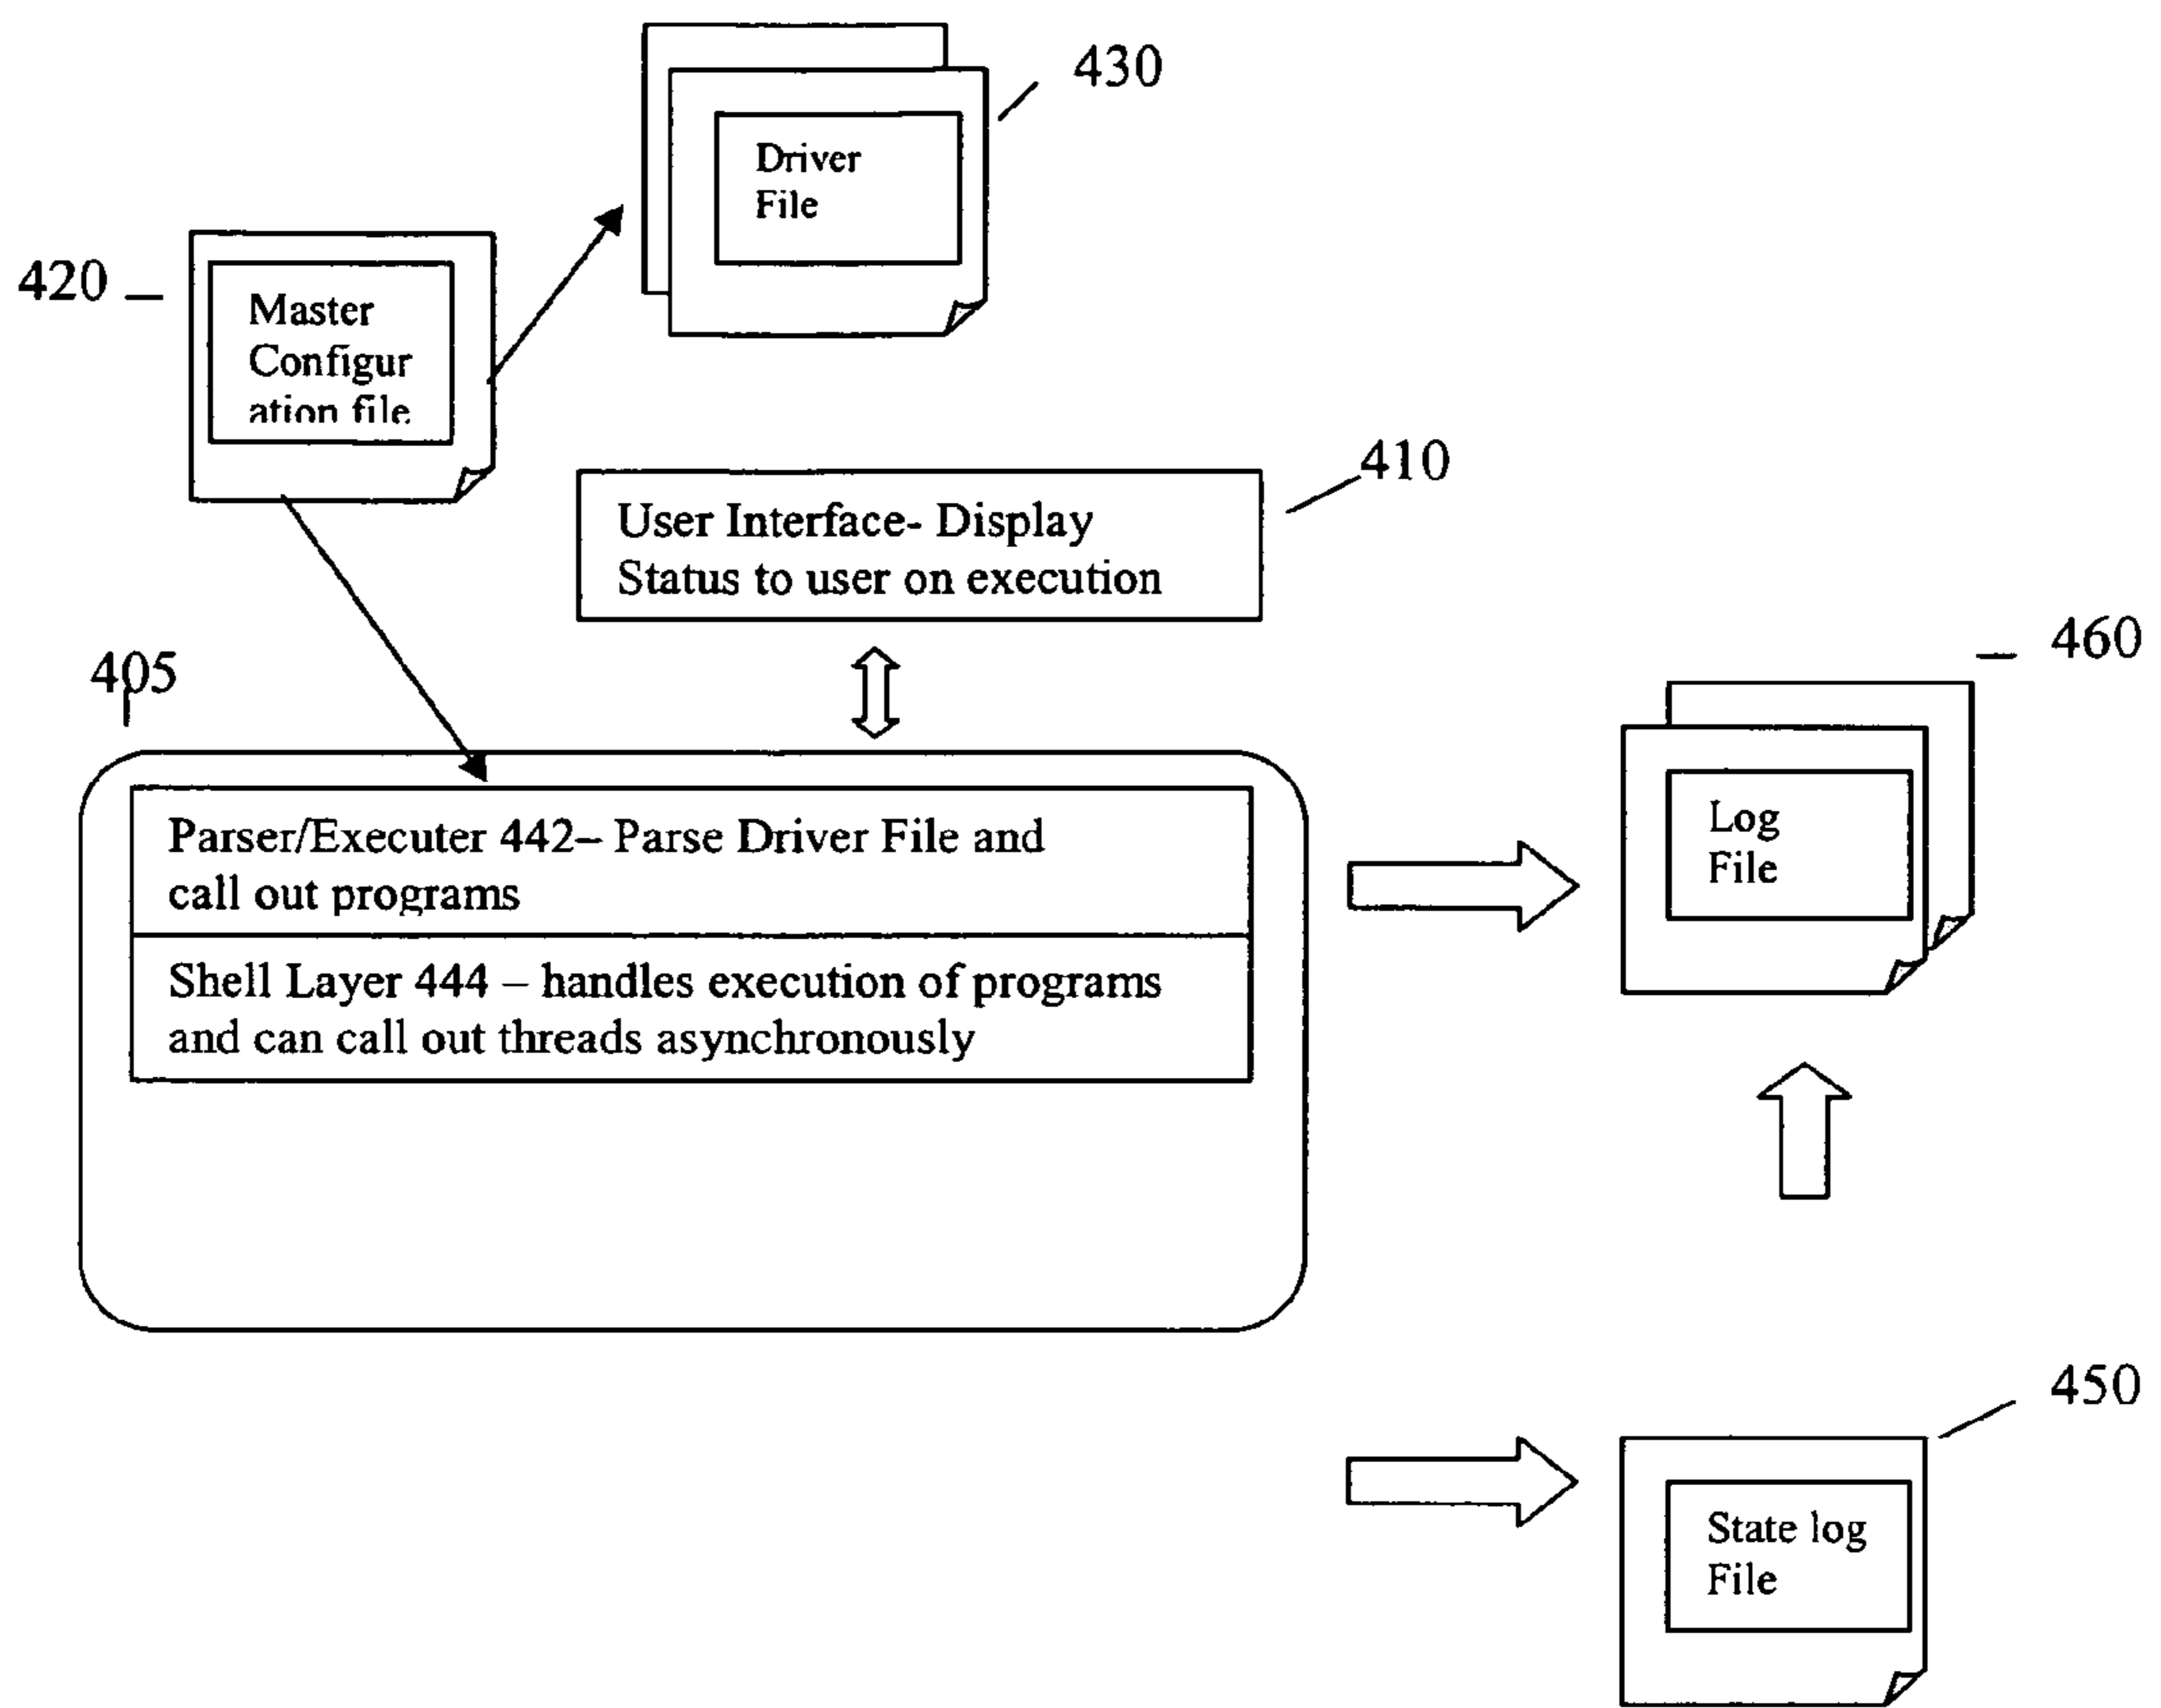 430
Driver
File
420
Master
Configur
ation file
410
User Interface- Display
Status to user on execution
405
460
Parser/Executer 442– Parse Driver File and
call out programs
Log
File
Shell Layer 444 – handles execution of programs
and can call out threads asynchronously
450
State log
File